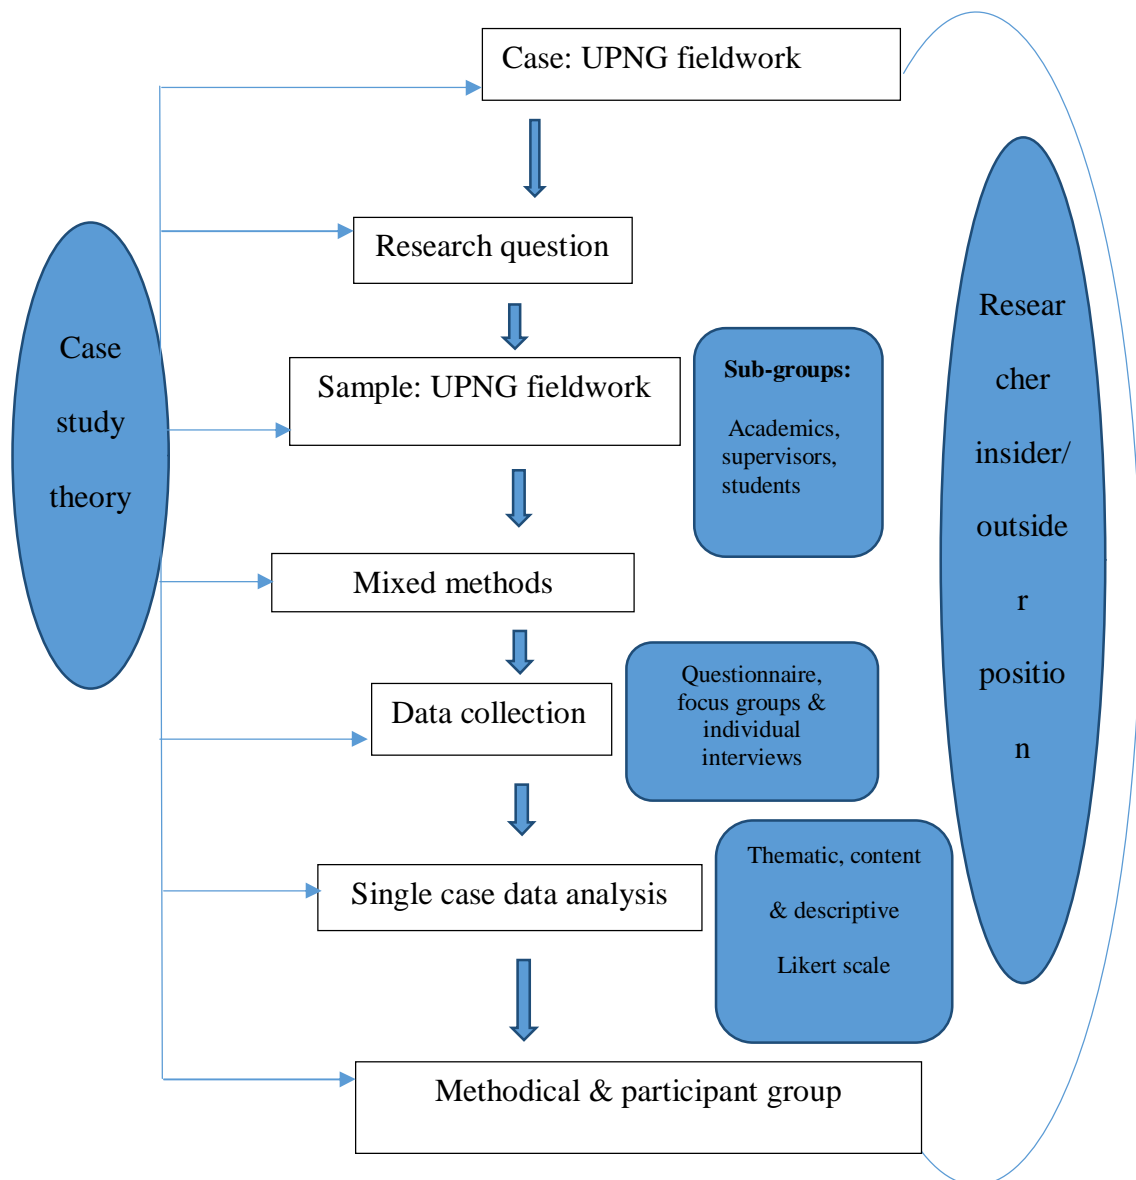 Case: UPNG fieldwork
Research question
Case
study
theory
Sample: UPNG fieldwork
Sub-groups:
Academics,
supervisors,
students
Mixed methods
Data collection
Questionnaire,
focus groups &
individual
interviews
Single case data analysis
Thematic, content
& descriptive
Likert scale
Methodical & participant group
Resear
cher
insider/
outside
r
positio
n